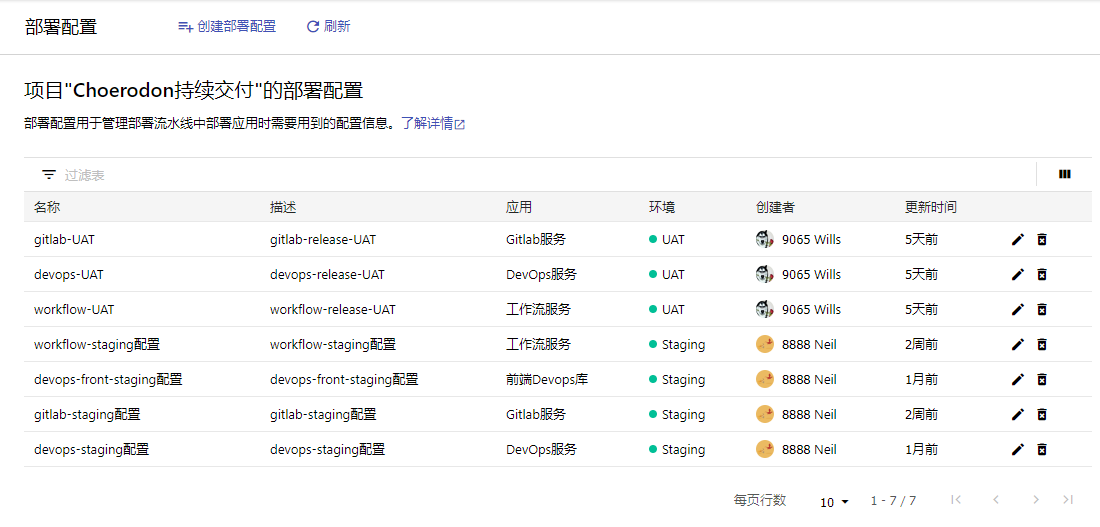 部署配置 创建部署配置 刷新
项目"Choerodon持续交付"的部署配置
部署配置用于管理部署流水线中部署应用时需要用到的配置信息。了解详情
过滤表
名称 描述 应用 环境 创建者 更新时间
gitlab-UAT gitlab-release-UAT Gitlab服务 UAT 9065 Wills 5天前
devops-UAT devops-release-UAT DevOps服务 UAT 9065 Wills 5天前
workflow-UAT workflow-release-UAT 工作流服务 UAT 9065 Wills 5天前
workflow-staging配置 workflow-staging配置 工作流服务 Staging 8888 Neil 2周前
devops-front-staging配置 devops-front-staging配置 前端Devops库 Staging 8888 Neil 1月前
gitlab-staging配置 gitlab-staging配置 Gitlab服务 Staging 8888 Neil 2周前
devops-staging配置 devops-staging配置 DevOps服务 Staging 8888 Neil 1月前
每页行数 10 1 - 7 / 7